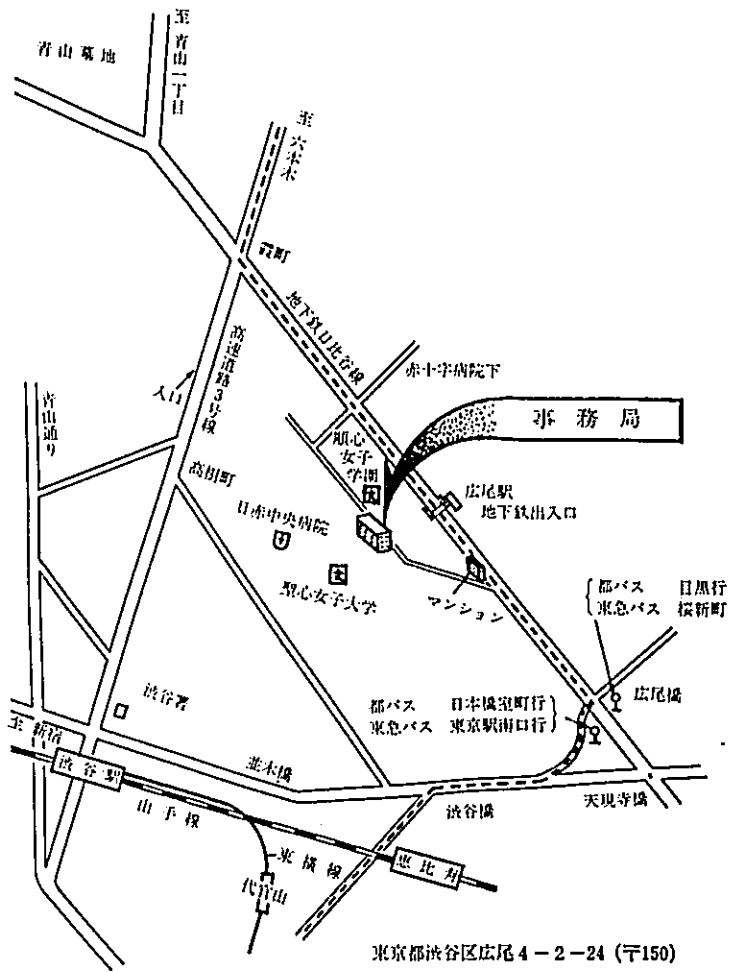 至青山一丁目
青山墓地
至六本木
霞町
地下鉄日比谷線
高速道路3号線
入口
赤十字病院下
青山通り
事務局
順心
女子
学園
高樹町
広尾駅
地下鉄出入口
日赤中央病院
聖心女子大学
マンション
都バス 目黒行
東急バス 桜新町
渋谷署
広尾橋
都バス 日本橋室町行
東急バス 東京駅南口行
至新宿
渋谷駅
並木橋
山手線
渋谷橋
天現寺橋
東横線
恵比寿
代官山
東京都渋谷区広尾4-2-24 (〒150)